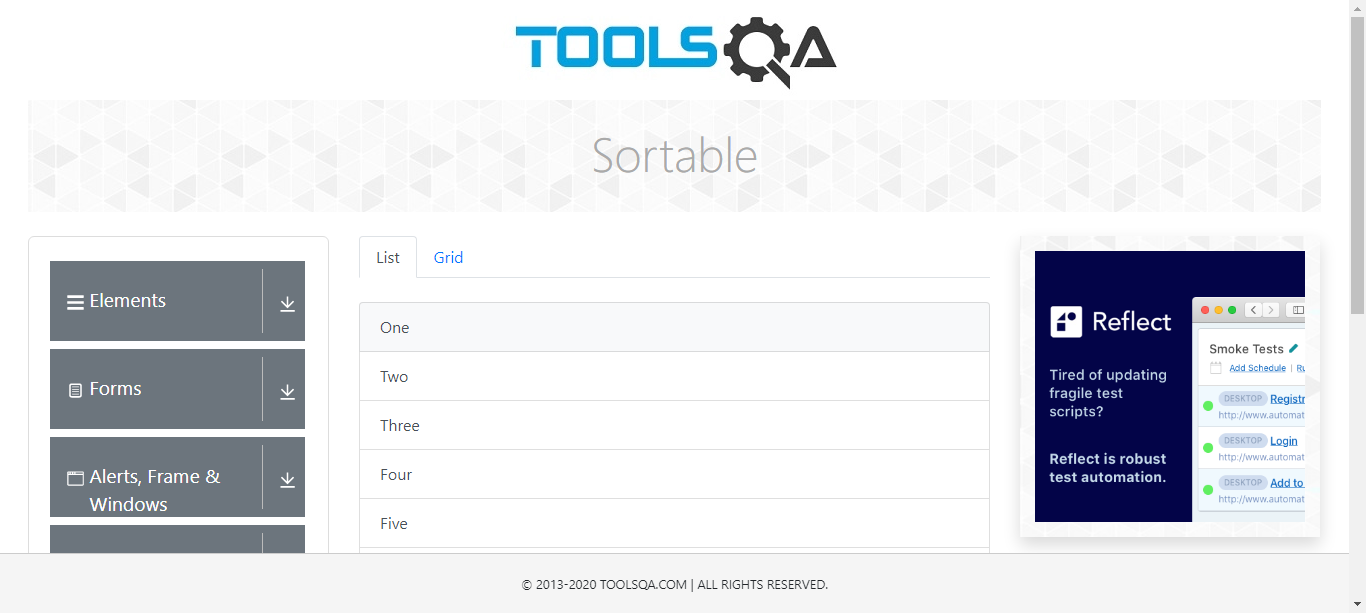 TOOLSQA
Sortable
Elements
Forms
Alerts, Frame &
Windows
List
Grid
One
Two
Three
Four
Five
Reflect
Tired of updating
fragile test
scripts?
Reflect is robust
test automation.
Smoke Tests
Add Schedule | Ru
DESKTOP Registr
http://www.automat
DESKTOP Login
http://www.automat
DESKTOP Add to
http://www.automat
© 2013-2020 TOOLSQA.COM | ALL RIGHTS RESERVED.